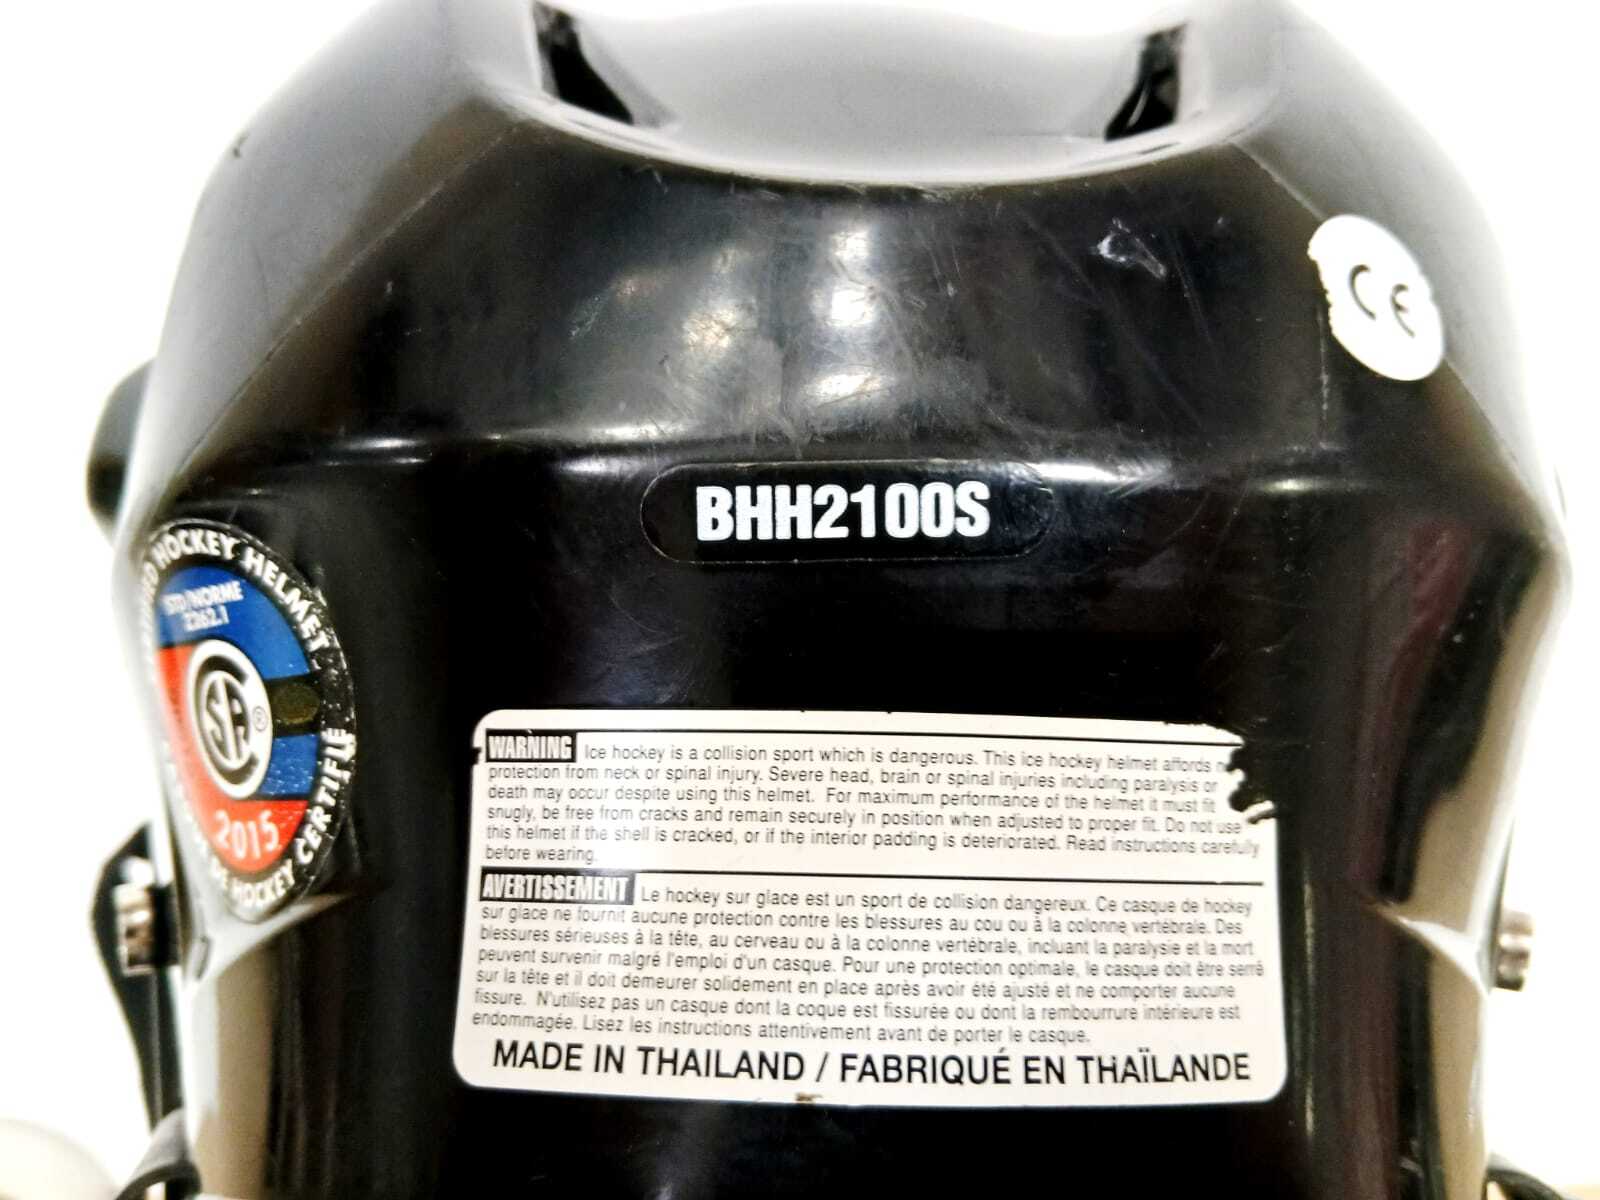 CE
BHH2100S
HOCKEY HELMET
STD/NORME
Z262.1
CSA®
2015
DE HOCKEY CERTIFIÉ
WARNING Ice hockey is a collision sport which is dangerous. This ice hockey helmet affords
protection from neck or spinal injury. Severe head, brain or spinal injuries including paralysis or
death may occur despite using this helmet. For maximum performance of the helmet it must fit
snugly, be free from cracks and remain securely in position when adjusted to proper fit. Do not use
this helmet if the shell is cracked, or if the interior padding is deteriorated. Read instructions carefully
before wearing.
AVERTISSEMENT Le hockey sur glace est un sport de collision dangereux. Ce casque de hockey
sur glace ne fournit aucune protection contre les blessures au cou ou à la colonne vertébrale. Des
blessures sérieuses à la tête, au cerveau ou à la colonne vertébrale, incluant la paralysie et la mort
peuvent survenir malgré l'emploi d'un casque. Pour une protection optimale, le casque doit être serré
sur la tête et il doit demeurer solidement en place après avoir été ajusté et ne comporter aucune
fissure. N'utilisez pas un casque dont la coque est fissurée ou dont la rembourrure intérieure est
endommagée. Lisez les instructions attentivement avant de porter le casque.
MADE IN THAILAND / FABRIQUÉ EN THAÏLANDE